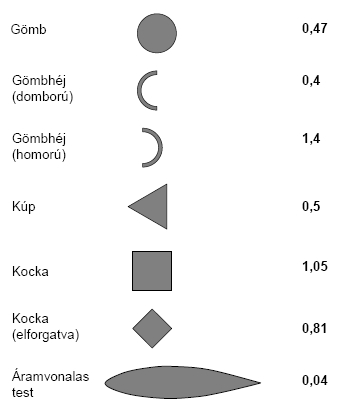 Gömb 0,47
Gömbhéj 0,4
(domború)
Gömbhéj 1,4
(homorú)
Kúp 0,5
Kocka 1,05
Kocka 0,81
(elforgatva)
Áramvonalas 0,04
test